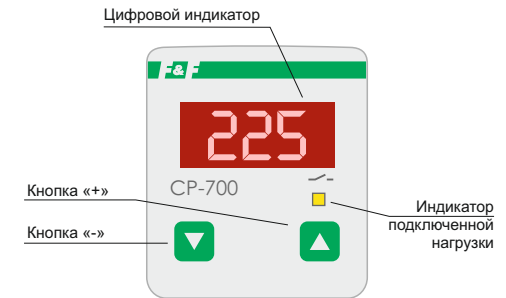 Цифровой индикатор
F&F
225
CP-700
Кнопка «+»
Кнопка «-»
Индикатор
подключенной
нагрузки